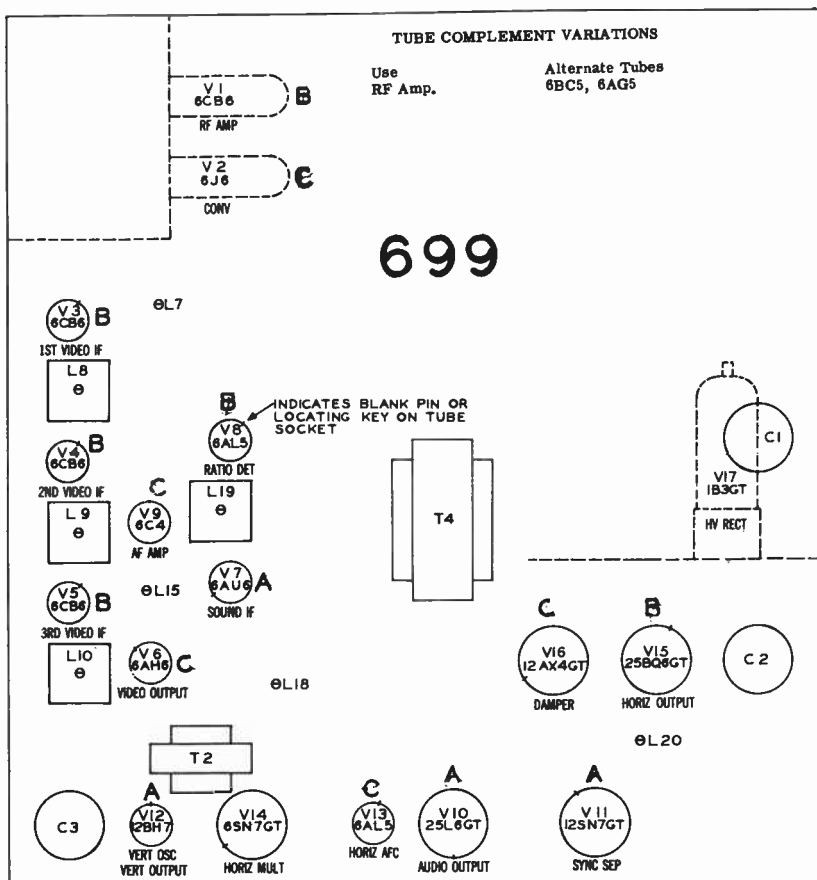 TUBE COMPLEMENT VARIATIONS
Use
RF Amp.
Alternate Tubes
6BC5, 6AG5
V1
6CB6
B
RF AMP
V2
6J6
C
CONV
699
V3
6CB6
B
1ST VIDEO IF
ΘL7
L8
Θ
B
V8
6AL5
RATIO DET
INDICATES BLANK PIN OR
LOCATING KEY ON TUBE
SOCKET
V4
6CB6
B
2ND VIDEO IF
L9
Θ
C
V9
6C4
AF AMP
L19
Θ
T4
C1
V17
1B3GT
HV RECT
V5
6CB6
B
3RD VIDEO IF
ΘL15
V7
6AU6
A
SOUND IF
L10
Θ
V6
6AH6
C
VIDEO OUTPUT
ΘL18
C
V16
12AX4GT
DAMPER
B
V15
25BQ6GT
HORIZ OUTPUT
C2
ΘL20
T2
C3
A
V12
12BH7
VERT OSC
VERT OUTPUT
V14
6SN7GT
HORIZ MULT
C
V13
6AL5
HORIZ AFC
A
V10
25L6GT
AUDIO OUTPUT
A
V11
12SN7GT
SYNC SEP